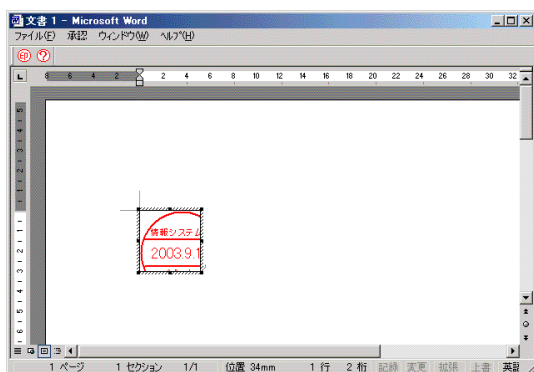 文書 1 - Microsoft Word
ファイル(F) 承認 ウィンドウ(W) ヘルプ(H)
印 ?
L 8 6 4 2 2 4 6 8 10 12 14 16 18 20 22 24 26 28 30 32
情報システム
2003.9.1
1 ページ 1 セクション 1/1 位置 34mm 1 行 2 桁 記録 変更 拡張 上書 英語